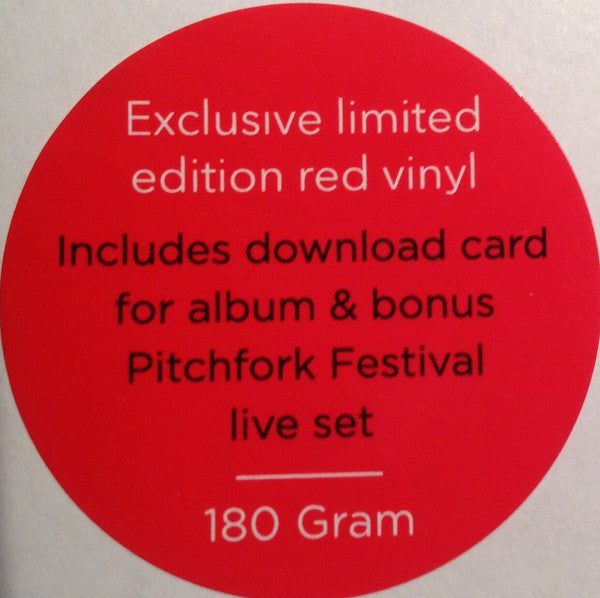 Exclusive limited
edition red vinyl
Includes download card
for album & bonus
Pitchfork Festival
live set
180 Gram